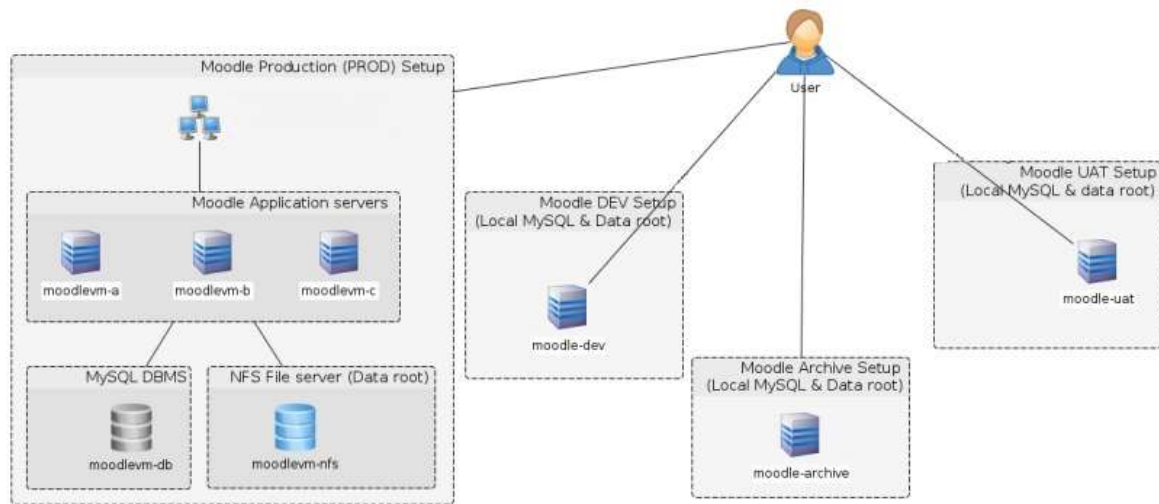 User
Moodle Production (PROD) Setup
Moodle Application servers
moodlevm-a
moodlevm-b
moodlevm-c
MySQL DBMS
moodlevm-db
NFS File server (Data root)
moodlevm-nfs
Moodle DEV Setup
(Local MySQL & Data root)
moodle-dev
Moodle Archive Setup
(Local MySQL & Data root)
moodle-archive
Moodle UAT Setup
(Local MySQL & data root)
moodle-uat